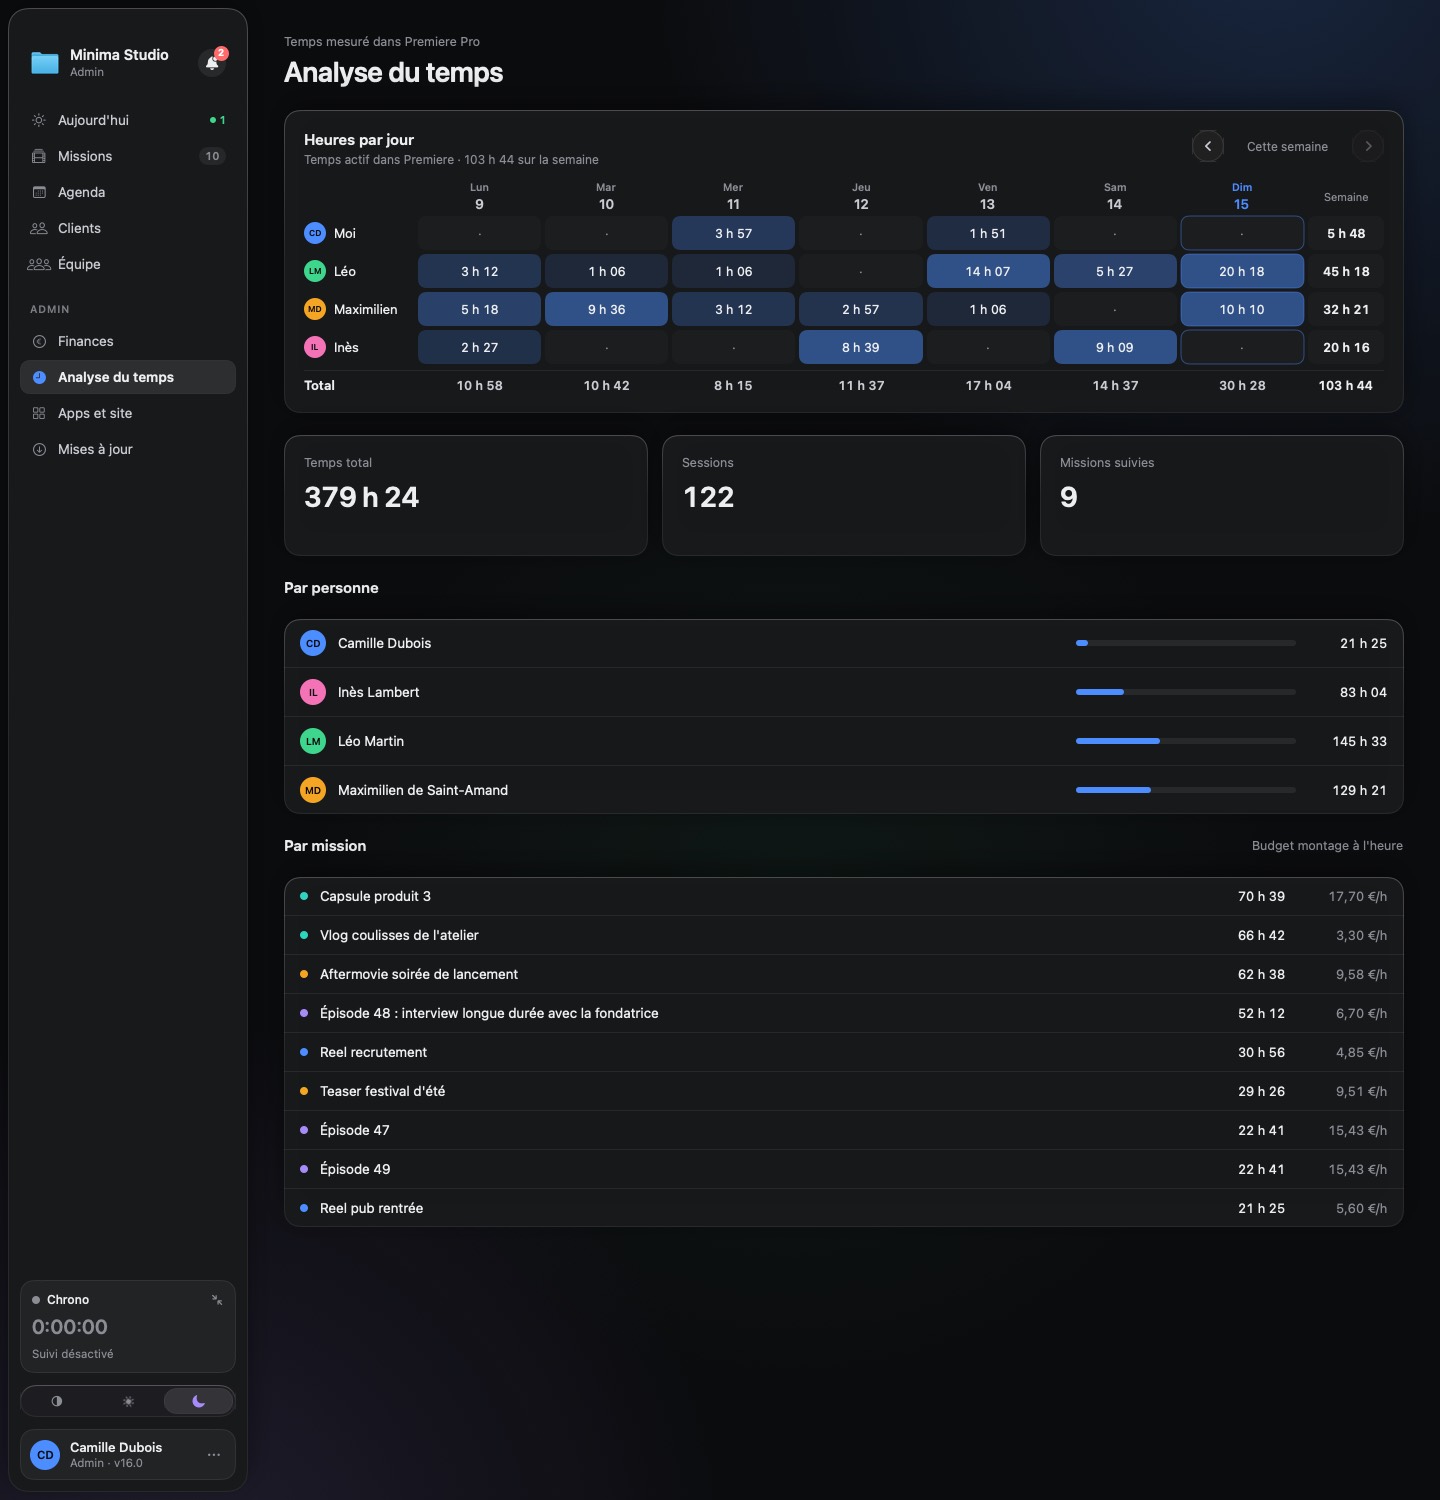 Minima Studio
Admin
2
Aujourd'hui
1
Missions
10
Agenda
Clients
Équipe
ADMIN
Finances
Analyse du temps
Apps et site
Mises à jour
Chrono
0:00:00
Suivi désactivé
CD
Camille Dubois
Admin · v16.0
Temps mesuré dans Premiere Pro
Analyse du temps
Heures par jour
Temps actif dans Premiere · 103 h 44 sur la semaine
Cette semaine
Lun Mar Mer Jeu Ven Sam Dim
9 10 11 12 13 14 15 Semaine
CD Moi · · 3 h 57 · 1 h 51 · · 5 h 48
LM Léo 3 h 12 1 h 06 1 h 06 · 14 h 07 5 h 27 20 h 18 45 h 18
MD Maximilien 5 h 18 9 h 36 3 h 12 2 h 57 1 h 06 · 10 h 10 32 h 21
IL Inès 2 h 27 · · 8 h 39 · 9 h 09 · 20 h 16
Total 10 h 58 10 h 42 8 h 15 11 h 37 17 h 04 14 h 37 30 h 28 103 h 44
Temps total
379 h 24
Sessions
122
Missions suivies
9
Par personne
CD Camille Dubois 21 h 25
IL Inès Lambert 83 h 04
LM Léo Martin 145 h 33
MD Maximilien de Saint-Amand 129 h 21
Par mission Budget montage à l'heure
Capsule produit 3 70 h 39 17,70 €/h
Vlog coulisses de l'atelier 66 h 42 3,30 €/h
Aftermovie soirée de lancement 62 h 38 9,58 €/h
Épisode 48 : interview longue durée avec la fondatrice 52 h 12 6,70 €/h
Reel recrutement 30 h 56 4,85 €/h
Teaser festival d'été 29 h 26 9,51 €/h
Épisode 47 22 h 41 15,43 €/h
Épisode 49 22 h 41 15,43 €/h
Reel pub rentrée 21 h 25 5,60 €/h